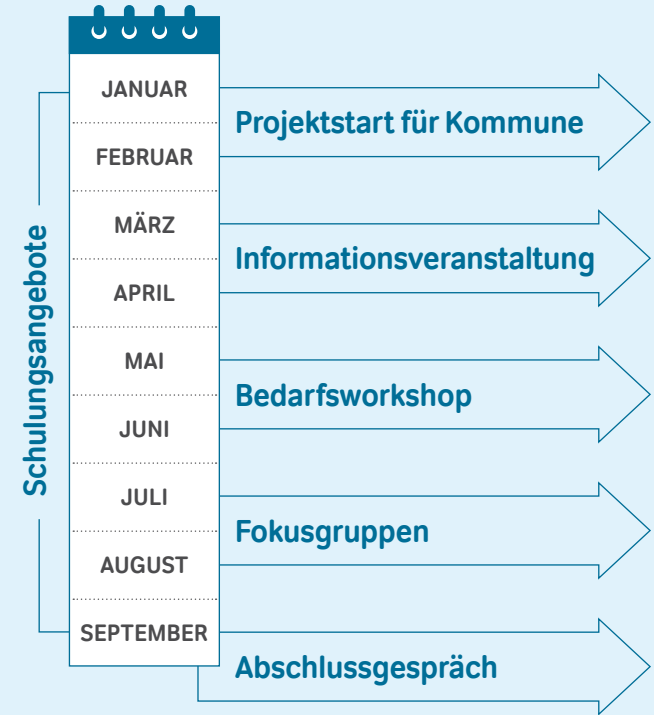 Schulungsangebote
JANUAR
FEBRUAR
MÄRZ
APRIL
MAI
JUNI
JULI
AUGUST
SEPTEMBER
Projektstart für Kommune
Informationsveranstaltung
Bedarfsworkshop
Fokusgruppen
Abschlussgespräch